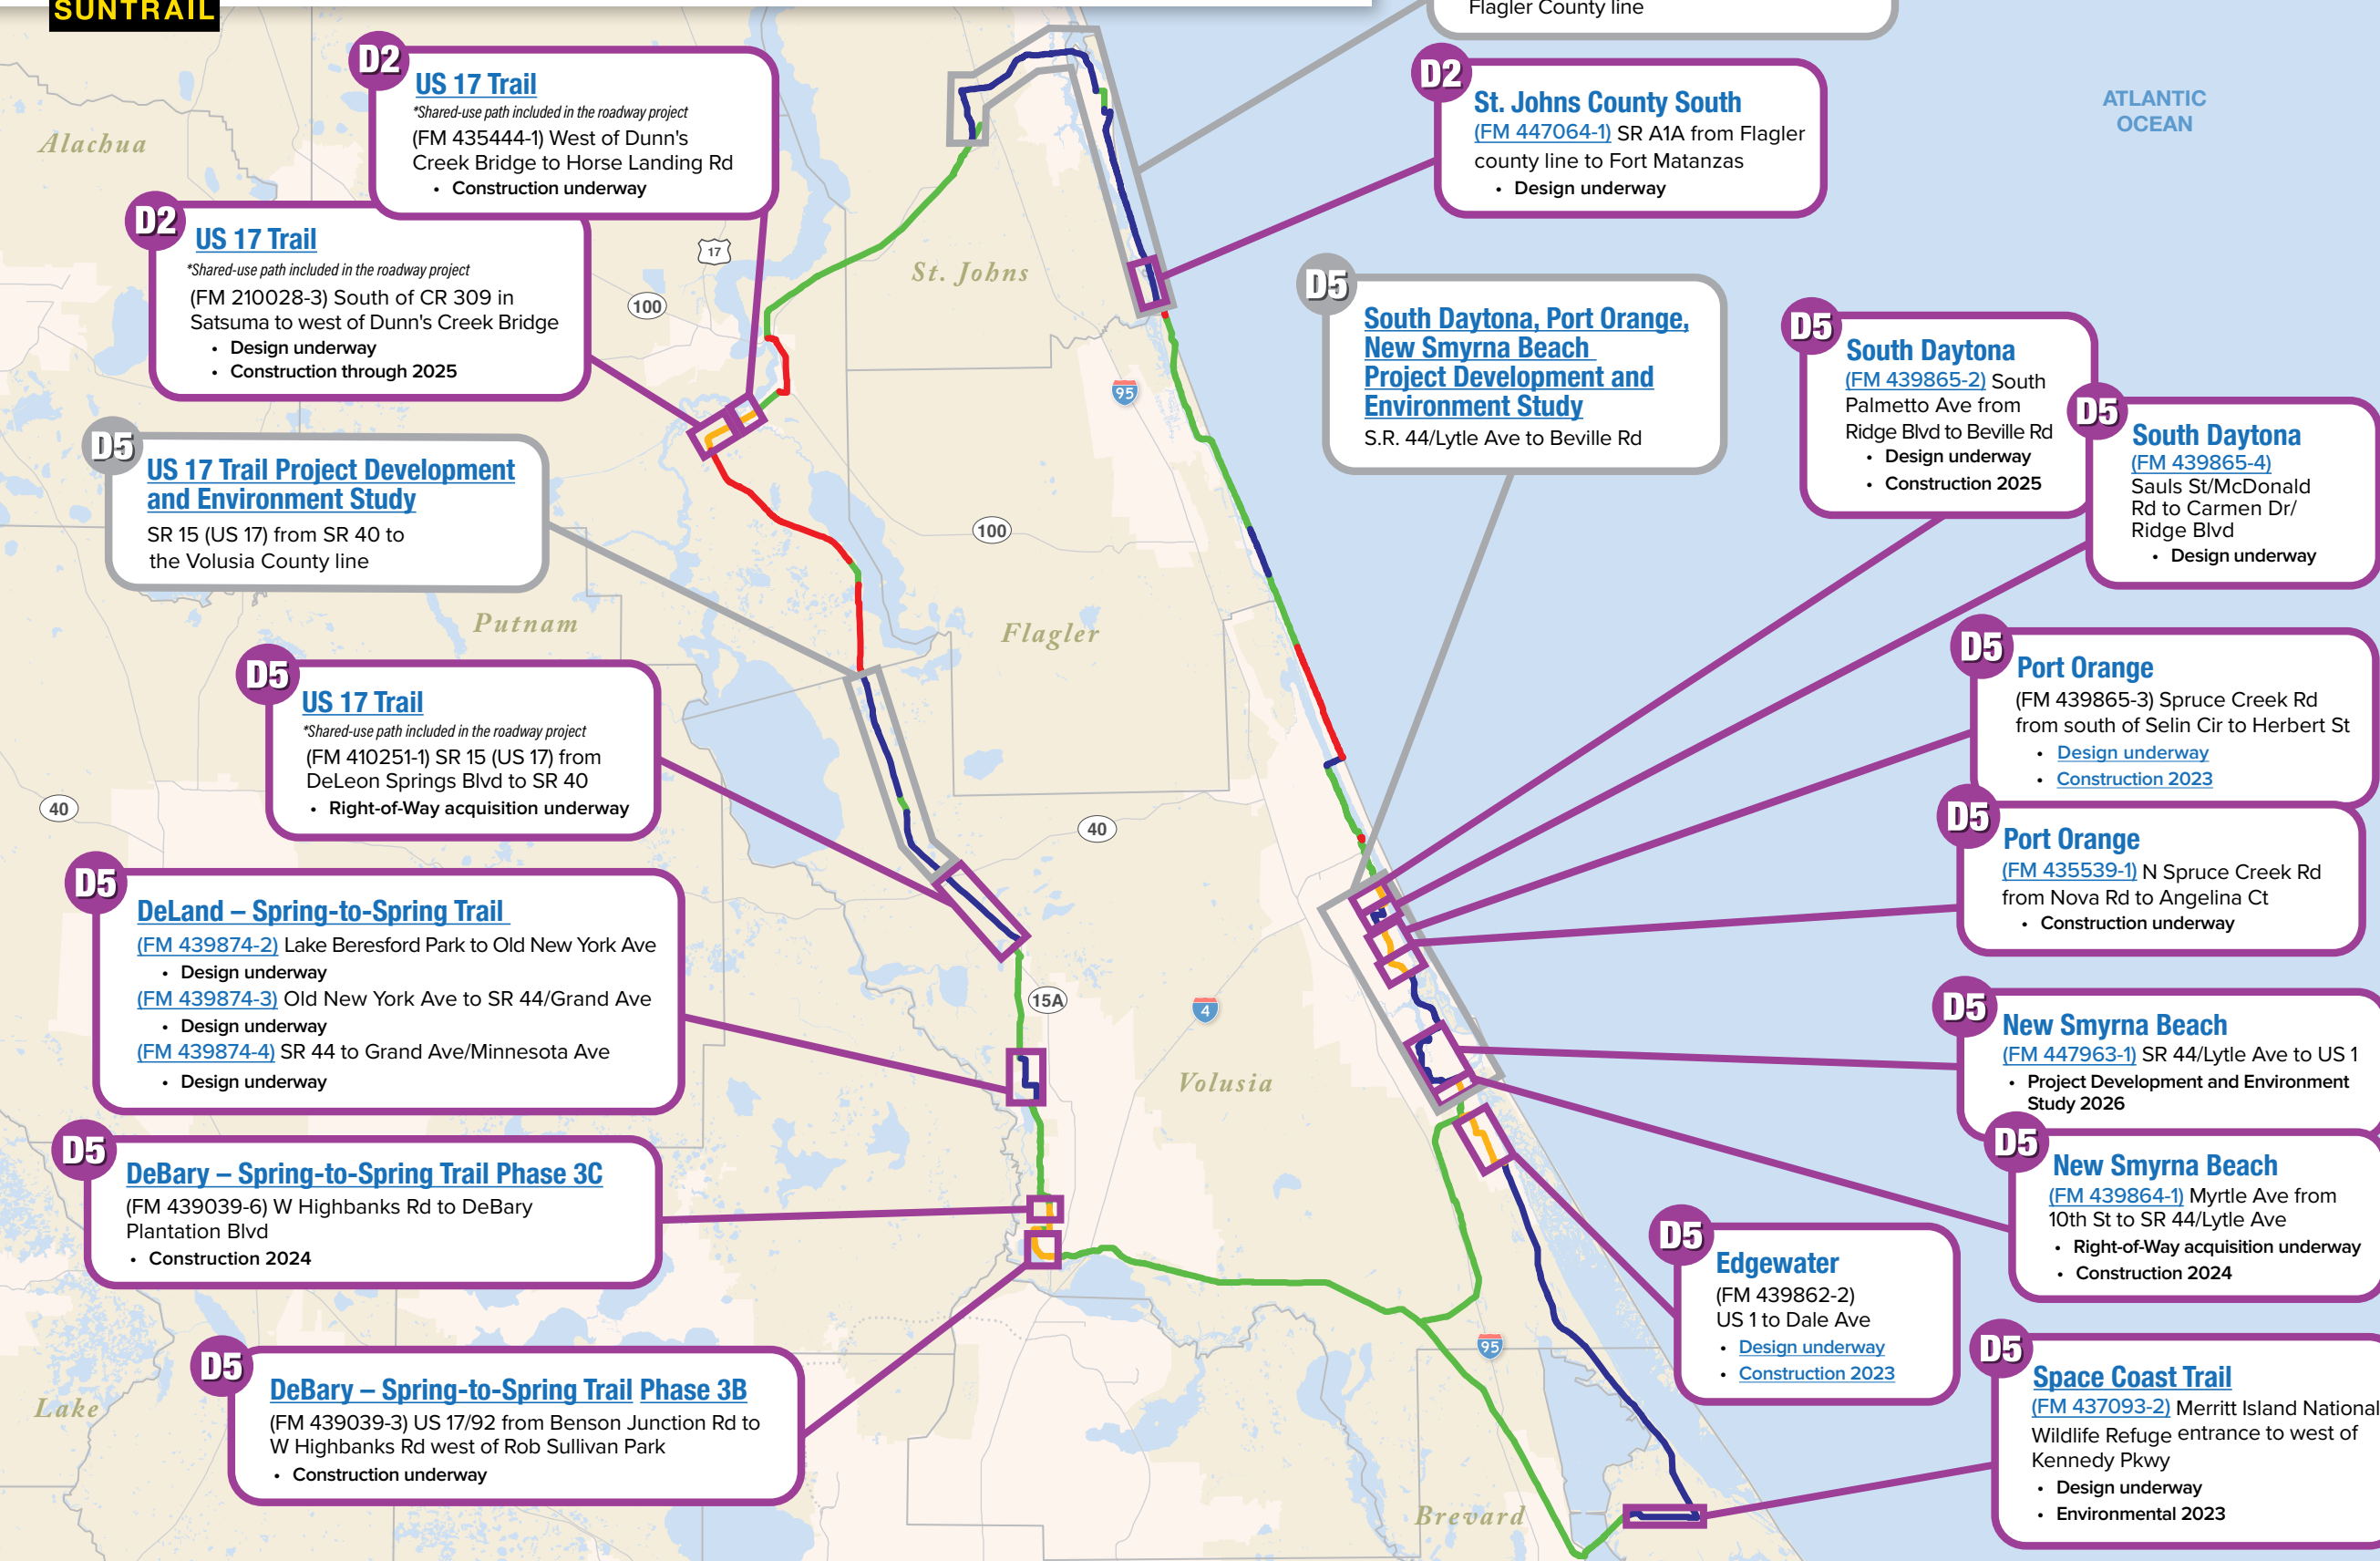 SUNTRAIL
Flagler County line
D2
US 17 Trail
*Shared-use path included in the roadway project
(FM 435444-1) West of Dunn's
Creek Bridge to Horse Landing Rd
• Construction underway
D2
St. Johns County South
(FM 447064-1) SR A1A from Flagler
county line to Fort Matanzas
• Design underway
ATLANTIC
OCEAN
Alachua
D2
US 17 Trail
*Shared-use path included in the roadway project
(FM 210028-3) South of CR 309 in
Satsuma to west of Dunn's Creek Bridge
• Design underway
• Construction through 2025
17
100
St. Johns
95
D5
South Daytona, Port Orange,
New Smyrna Beach
Project Development and
Environment Study
S.R. 44/Lytle Ave to Beville Rd
D5
South Daytona
(FM 439865-2) South
Palmetto Ave from
Ridge Blvd to Beville Rd
• Design underway
• Construction 2025
D5
South Daytona
(FM 439865-4)
Sauls St/McDonald
Rd to Carmen Dr/
Ridge Blvd
• Design underway
D5
US 17 Trail Project Development
and Environment Study
SR 15 (US 17) from SR 40 to
the Volusia County line
100
Putnam
Flagler
D5
Port Orange
(FM 439865-3) Spruce Creek Rd
from south of Selin Cir to Herbert St
• Design underway
• Construction 2023
D5
US 17 Trail
*Shared-use path included in the roadway project
(FM 410251-1) SR 15 (US 17) from
DeLeon Springs Blvd to SR 40
• Right-of-Way acquisition underway
40
40
D5
Port Orange
(FM 435539-1) N Spruce Creek Rd
from Nova Rd to Angelina Ct
• Construction underway
D5
DeLand – Spring-to-Spring Trail
(FM 439874-2) Lake Beresford Park to Old New York Ave
• Design underway
(FM 439874-3) Old New York Ave to SR 44/Grand Ave
• Design underway
(FM 439874-4) SR 44 to Grand Ave/Minnesota Ave
• Design underway
15A
4
Volusia
D5
New Smyrna Beach
(FM 447963-1) SR 44/Lytle Ave to US 1
• Project Development and Environment
Study 2026
D5
New Smyrna Beach
(FM 439864-1) Myrtle Ave from
10th St to SR 44/Lytle Ave
• Right-of-Way acquisition underway
• Construction 2024
D5
DeBary – Spring-to-Spring Trail Phase 3C
(FM 439039-6) W Highbanks Rd to DeBary
Plantation Blvd
• Construction 2024
D5
Edgewater
(FM 439862-2)
US 1 to Dale Ave
• Design underway
• Construction 2023
95
Lake
D5
DeBary – Spring-to-Spring Trail Phase 3B
(FM 439039-3) US 17/92 from Benson Junction Rd to
W Highbanks Rd west of Rob Sullivan Park
• Construction underway
D5
Space Coast Trail
(FM 437093-2) Merritt Island National
Wildlife Refuge entrance to west of
Kennedy Pkwy
• Design underway
• Environmental 2023
Brevard